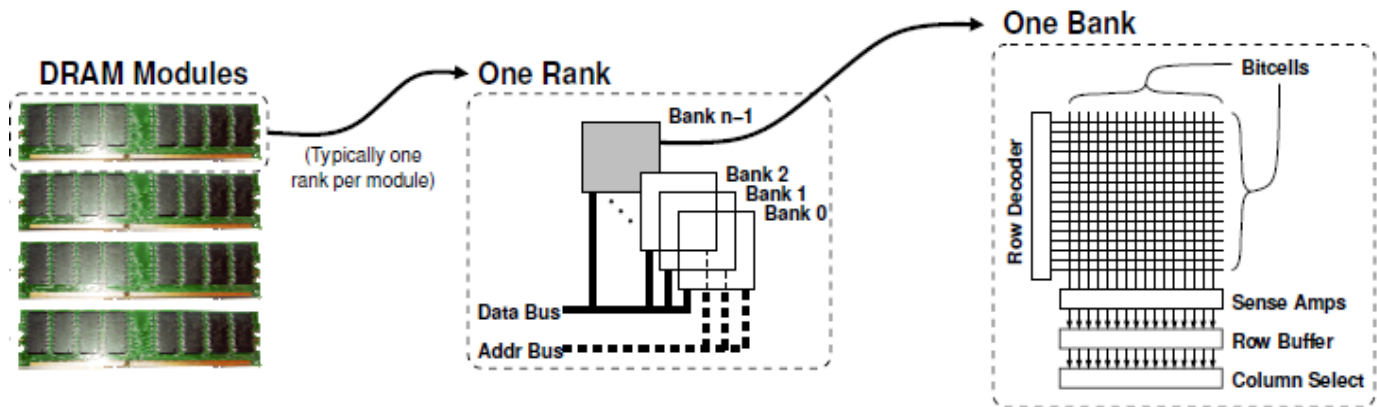 DRAM Modules
(Typically one
rank per module)
One Rank
Bank n–1
Bank 2
Bank 1
Bank 0
Data Bus
Addr Bus
One Bank
Bitcells
Row Decoder
Sense Amps
Row Buffer
Column Select